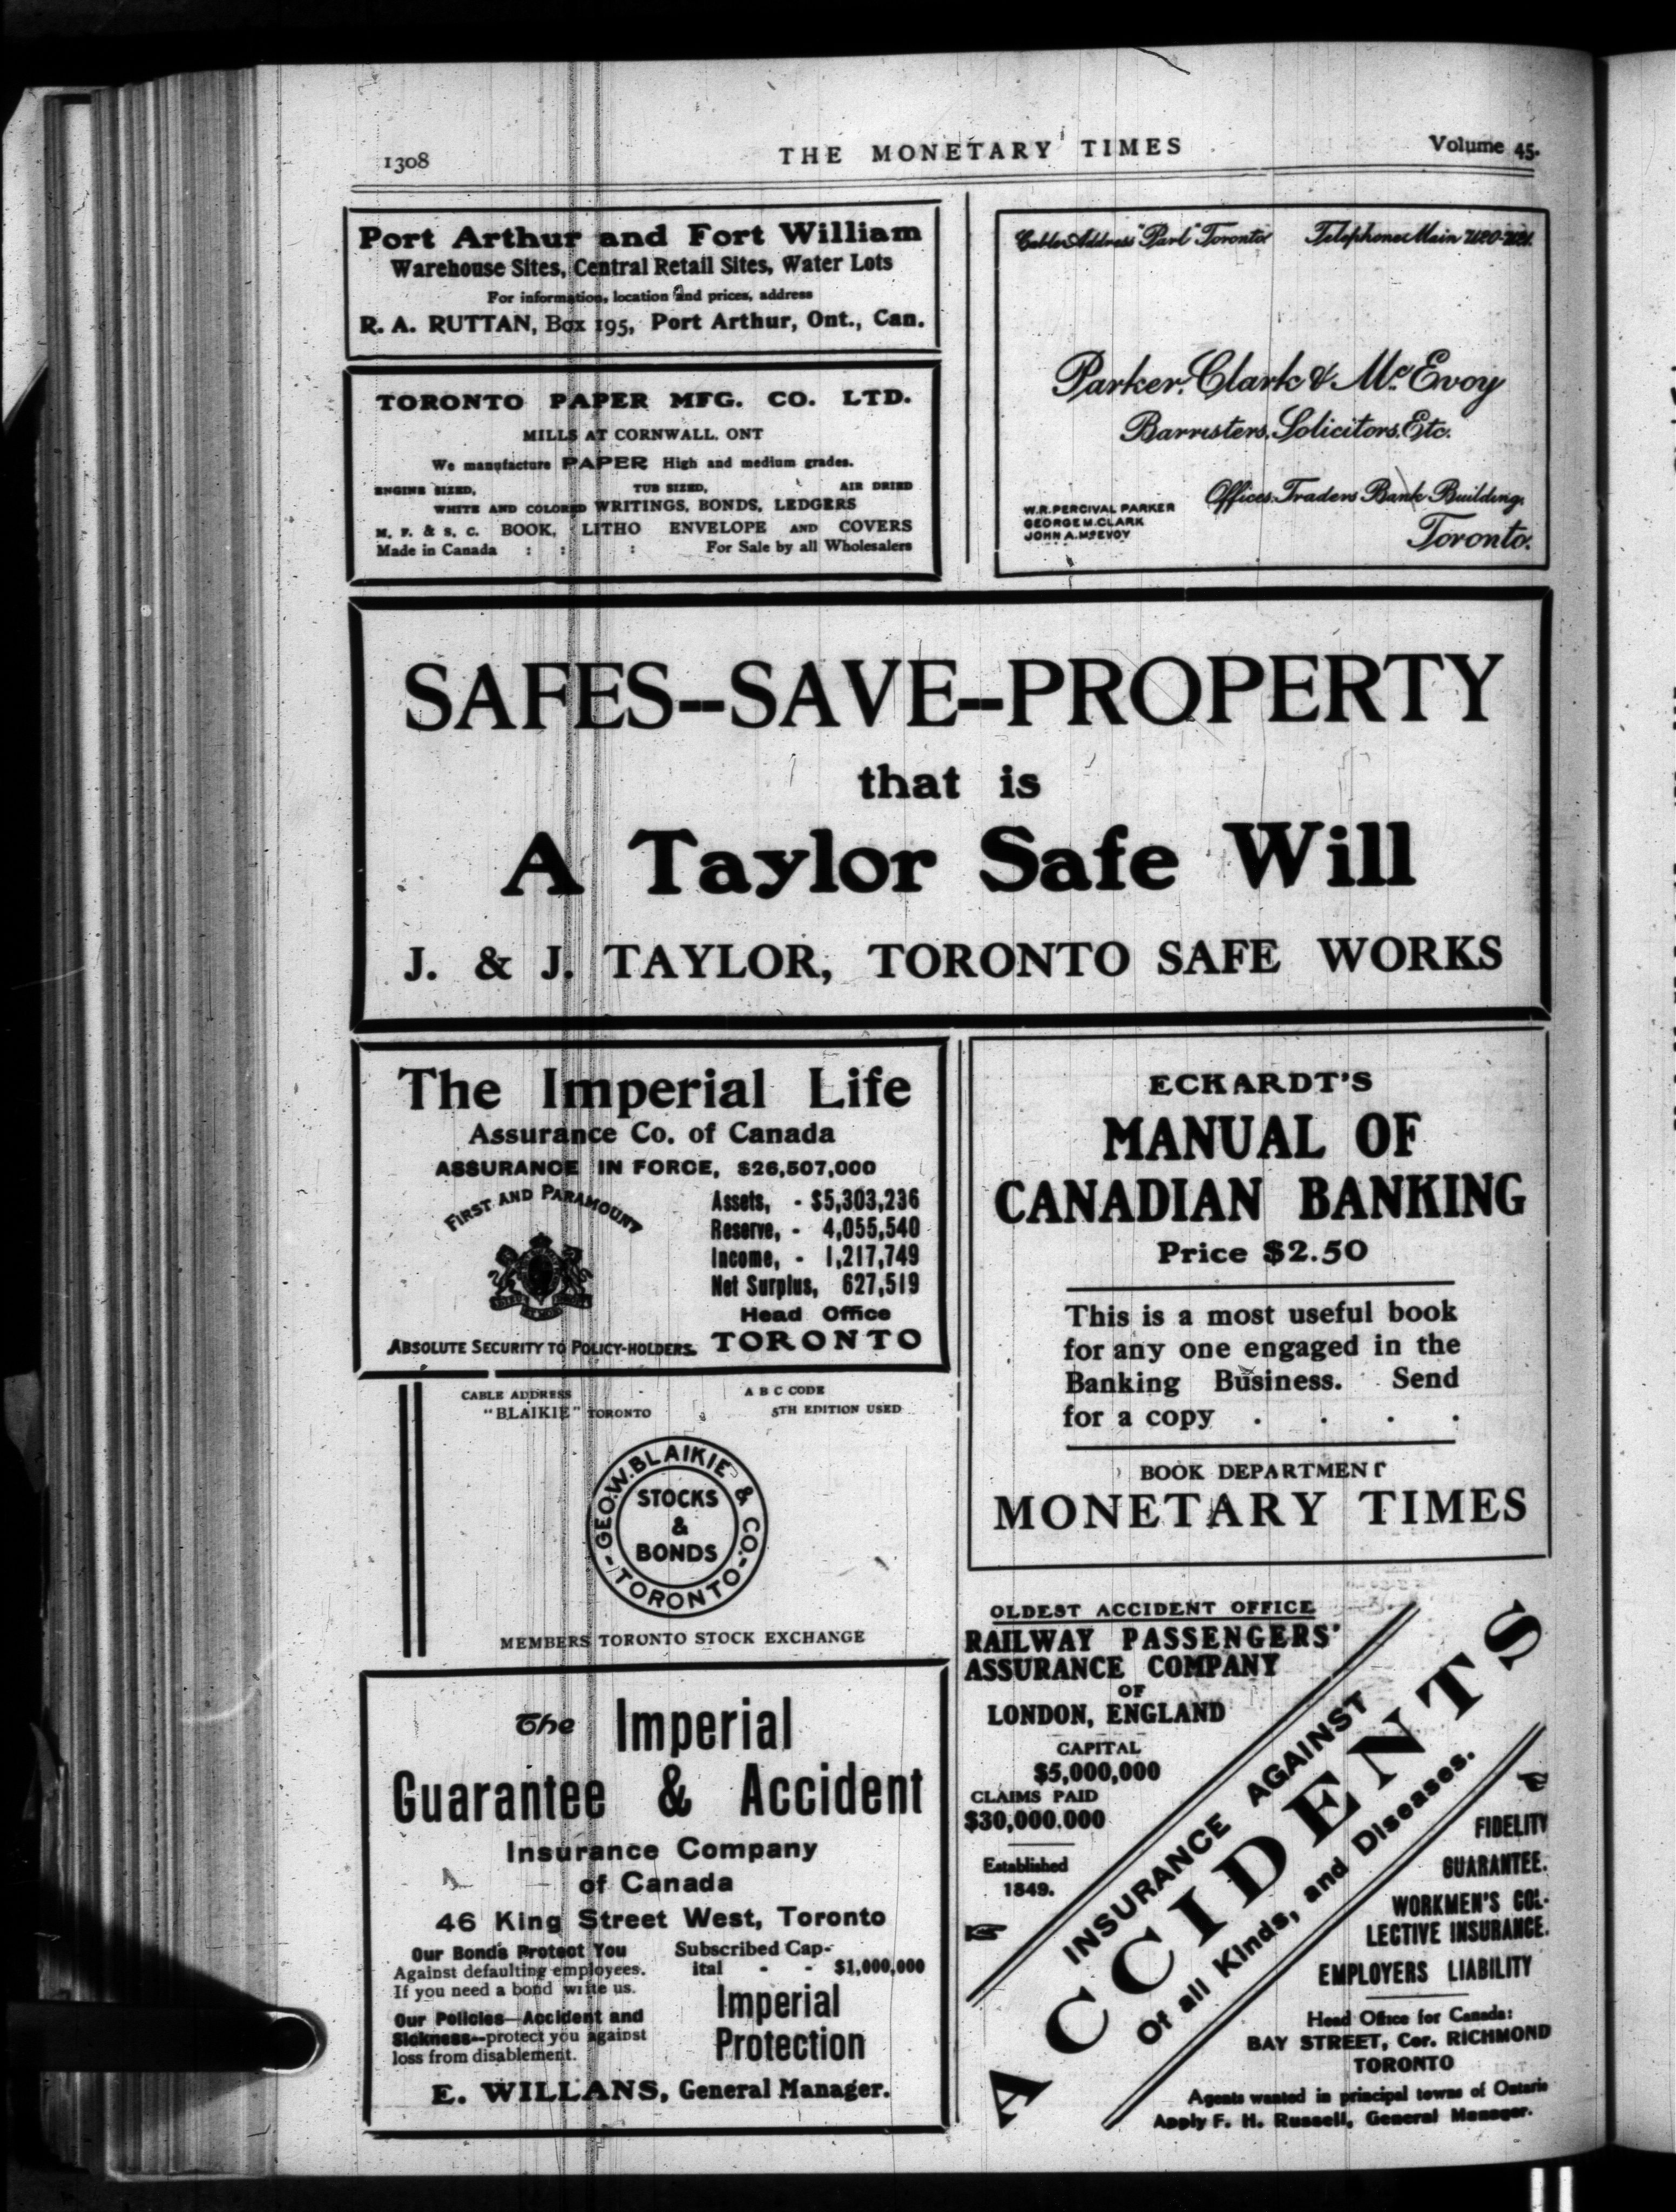 1308
THE MONETARY TIMES
Volume 45.
Port Arthur and Fort William
Warehouse Sites, Central Retail Sites, Water Lots
For information, location and prices, address
R. A. RUTTAN, Box 195, Port Arthur, Ont., Can.
TORONTO PAPER MFG. CO. LTD.
MILLS AT CORNWALL, ONT
We manufacture PAPER High and medium grades.
ENGINE SIZED, TUB SIZED, AIR DRIED
WHITE AND COLORED WRITINGS, BONDS, LEDGERS
M. F. & S. C. BOOK, LITHO ENVELOPE AND COVERS
Made in Canada : : : For Sale by all Wholesalers
Cable Address "Parl" Toronto Telephone Main
Parker, Clark & McEvoy
Barristers, Solicitors, Etc.
Offices: Traders Bank Building,
Toronto.
W.R. PERCIVAL PARKER
GEORGE M. CLARK
JOHN A. McEVOY
SAFES--SAVE--PROPERTY
that is
A Taylor Safe Will
J. & J. TAYLOR, TORONTO SAFE WORKS
The Imperial Life
Assurance Co. of Canada
ASSURANCE IN FORCE, $26,507,000
FIRST AND PARAMOUNT
Assets, - $5,303,236
Reserve, - 4,055,540
Income, - 1,217,749
Net Surplus, 627,519
Head Office
TORONTO
ABSOLUTE SECURITY TO POLICY-HOLDERS.
CABLE ADDRESS
"BLAIKIE" TORONTO
A B C CODE
5TH EDITION USED
GEO. W. BLAIKIE & CO.
TORONTO
STOCKS
&
BONDS
MEMBERS TORONTO STOCK EXCHANGE
The Imperial
Guarantee & Accident
Insurance Company
of Canada
46 King Street West, Toronto
Our Bonds Protect You
Against defaulting employees.
If you need a bond write us.
Our Policies—Accident and
Sickness—protect you against
loss from disablement.
Subscribed Cap-
ital - - $1,000,000
Imperial
Protection
E. WILLANS, General Manager.
ECKARDT'S
MANUAL OF
CANADIAN BANKING
Price $2.50
This is a most useful book
for any one engaged in the
Banking Business. Send
for a copy . . . .
BOOK DEPARTMENT
MONETARY TIMES
OLDEST ACCIDENT OFFICE
RAILWAY PASSENGERS'
ASSURANCE COMPANY
OF
LONDON, ENGLAND
CAPITAL
$5,000,000
CLAIMS PAID
$30,000.000
Established
1849.
INSURANCE AGAINST
ACCIDENTS
Of all Kinds, and Diseases.
FIDELITY
GUARANTEE.
WORKMEN'S COL-
LECTIVE INSURANCE.
EMPLOYERS LIABILITY
Head Office for Canada:
BAY STREET, Cor. RICHMOND
TORONTO
Agents wanted in principal towns of Ontario
Apply F. H. Russell, General Manager.